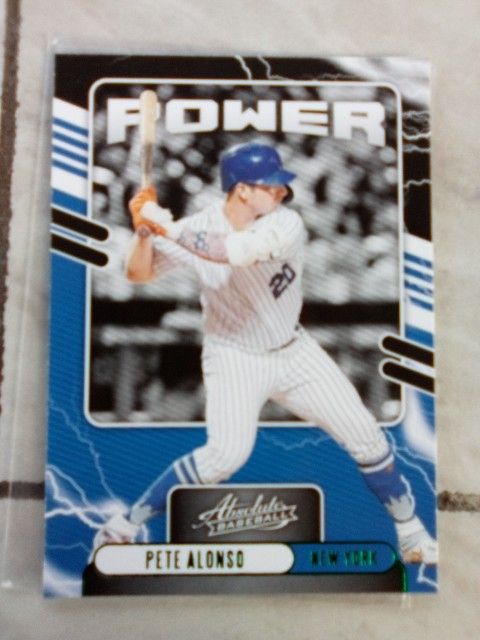 POWER
20
Absolute
BASEBALL
PETE ALONSO
NEW YORK